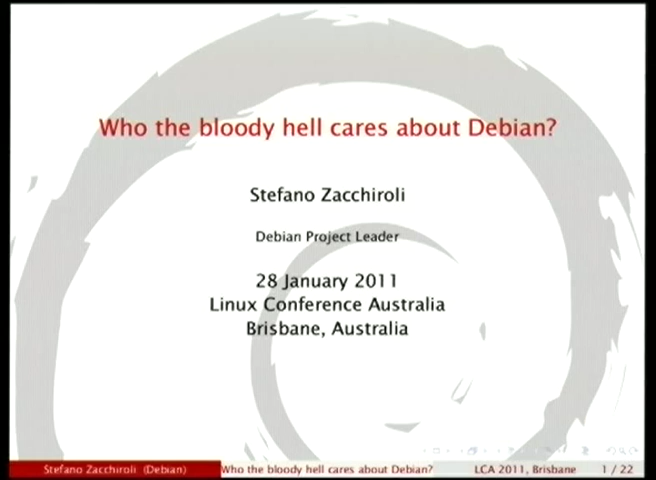 Who the bloody hell cares about Debian?
Stefano Zacchiroli
Debian Project Leader
28 January 2011
Linux Conference Australia
Brisbane, Australia
Stefano Zacchiroli (Debian) Who the bloody hell cares about Debian? LCA 2011, Brisbane 1 / 22